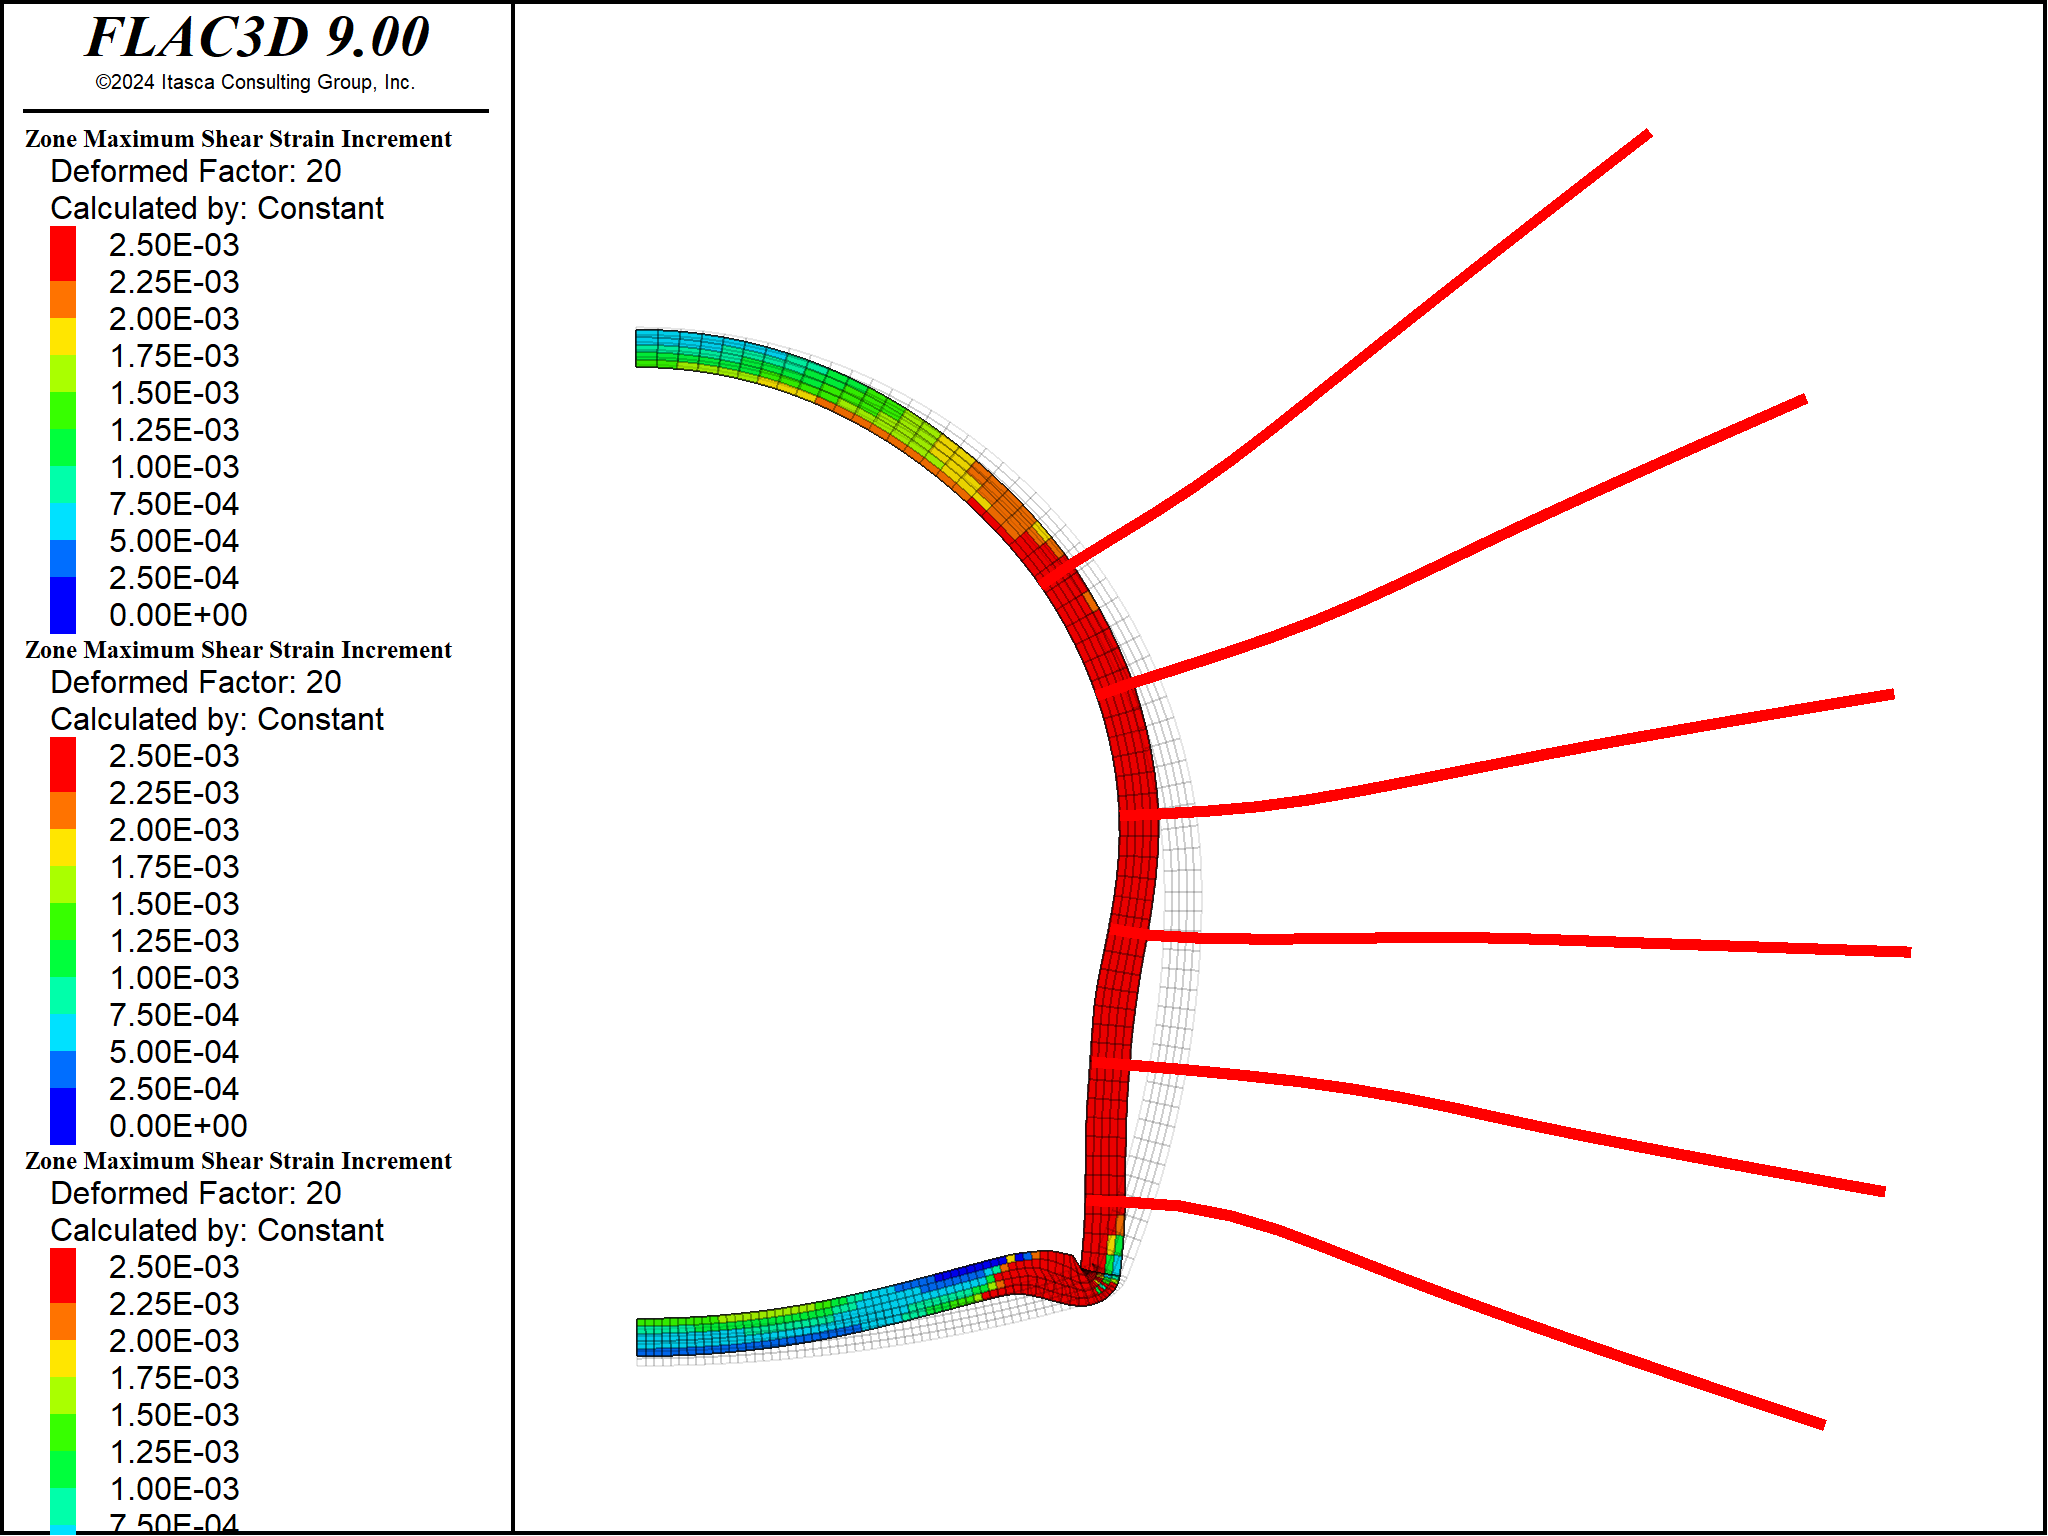 FLAC3D 9.00
©2024 Itasca Consulting Group, Inc.
Zone Maximum Shear Strain Increment
Deformed Factor: 20
Calculated by: Constant
2.50E-03
2.25E-03
2.00E-03
1.75E-03
1.50E-03
1.25E-03
1.00E-03
7.50E-04
5.00E-04
2.50E-04
0.00E+00
Zone Maximum Shear Strain Increment
Deformed Factor: 20
Calculated by: Constant
2.50E-03
2.25E-03
2.00E-03
1.75E-03
1.50E-03
1.25E-03
1.00E-03
7.50E-04
5.00E-04
2.50E-04
0.00E+00
Zone Maximum Shear Strain Increment
Deformed Factor: 20
Calculated by: Constant
2.50E-03
2.25E-03
2.00E-03
1.75E-03
1.50E-03
1.25E-03
1.00E-03
7.50E-04